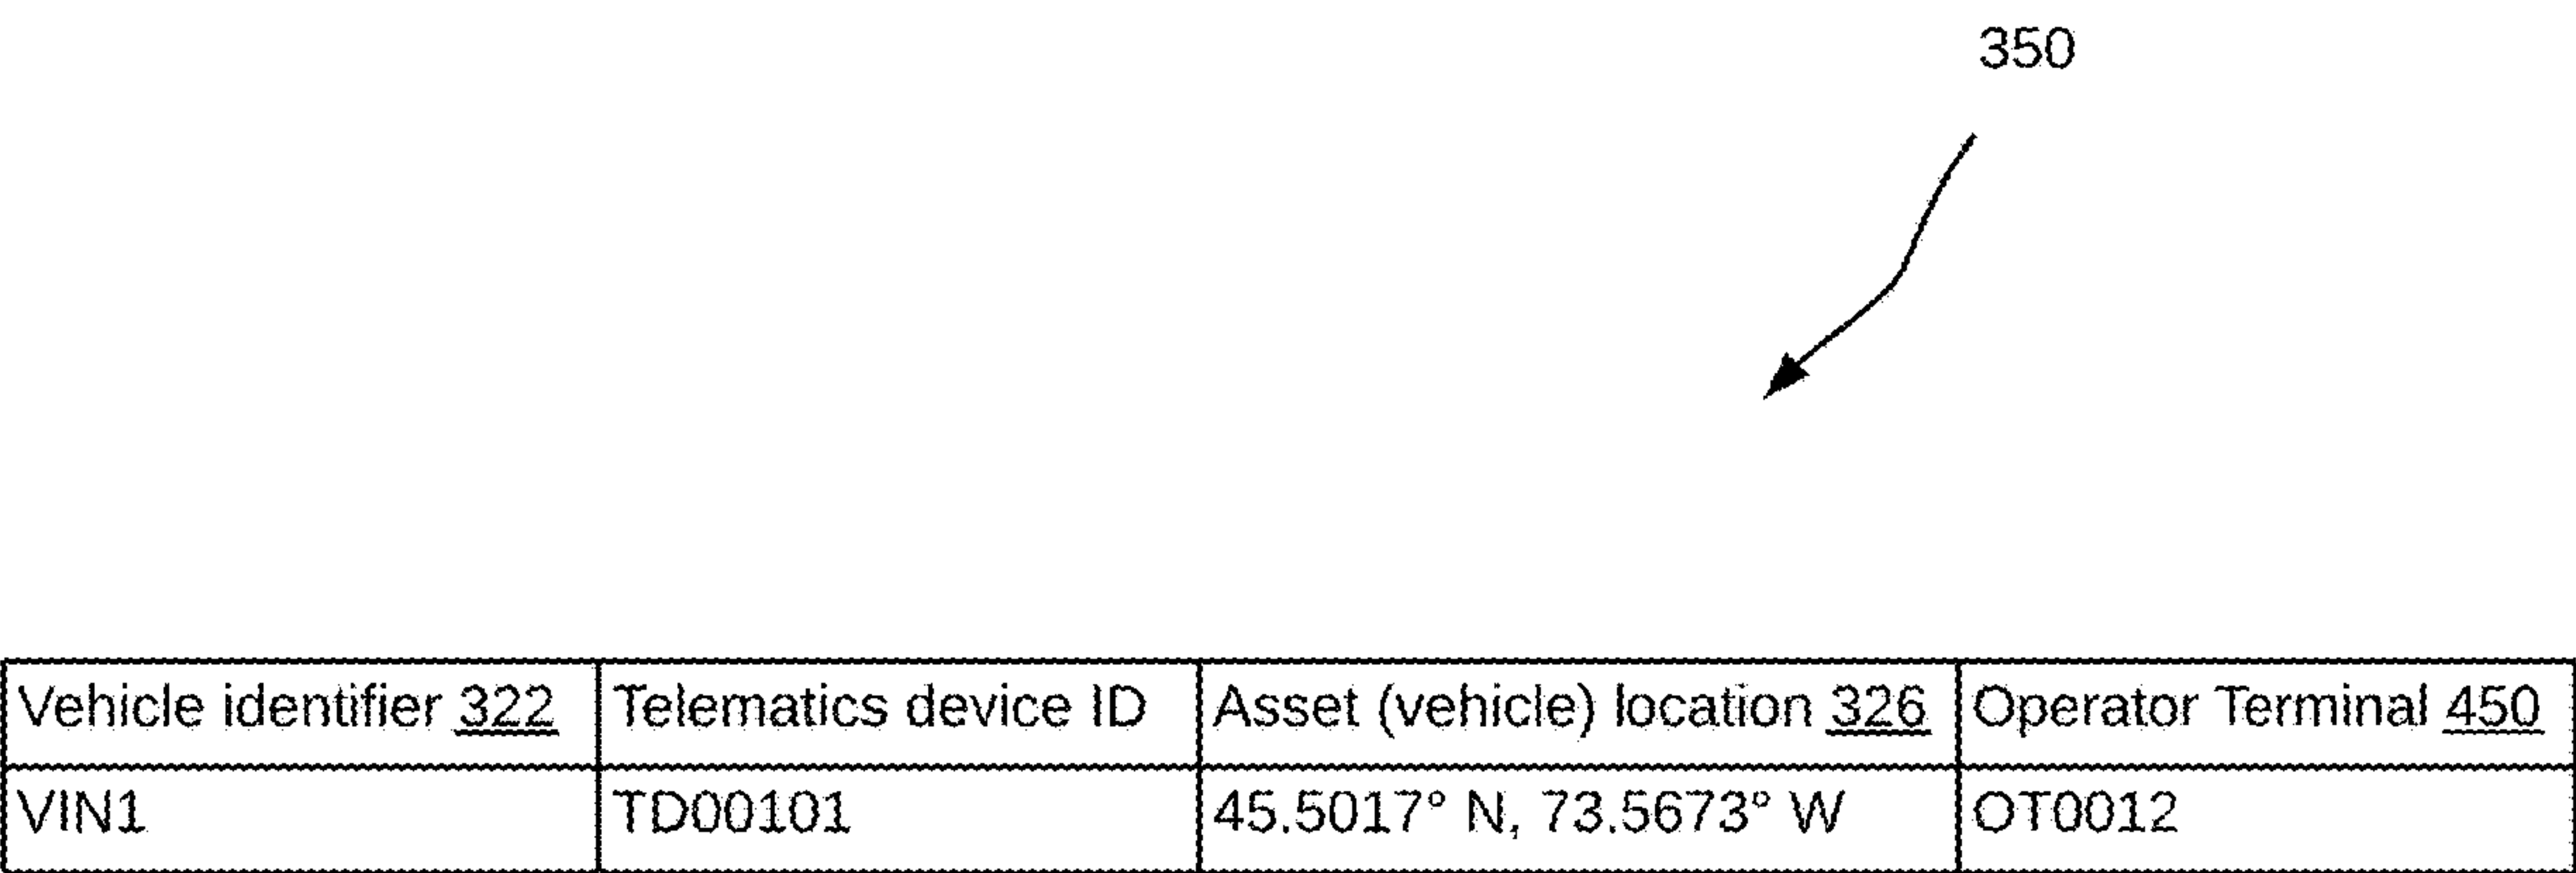 350
Vehicle identifier 322 Telematics device ID Asset (vehicle) location 326 Operator Terminal 450
VIN1 TD00101 45.5017° N, 73.5673° W OT0012